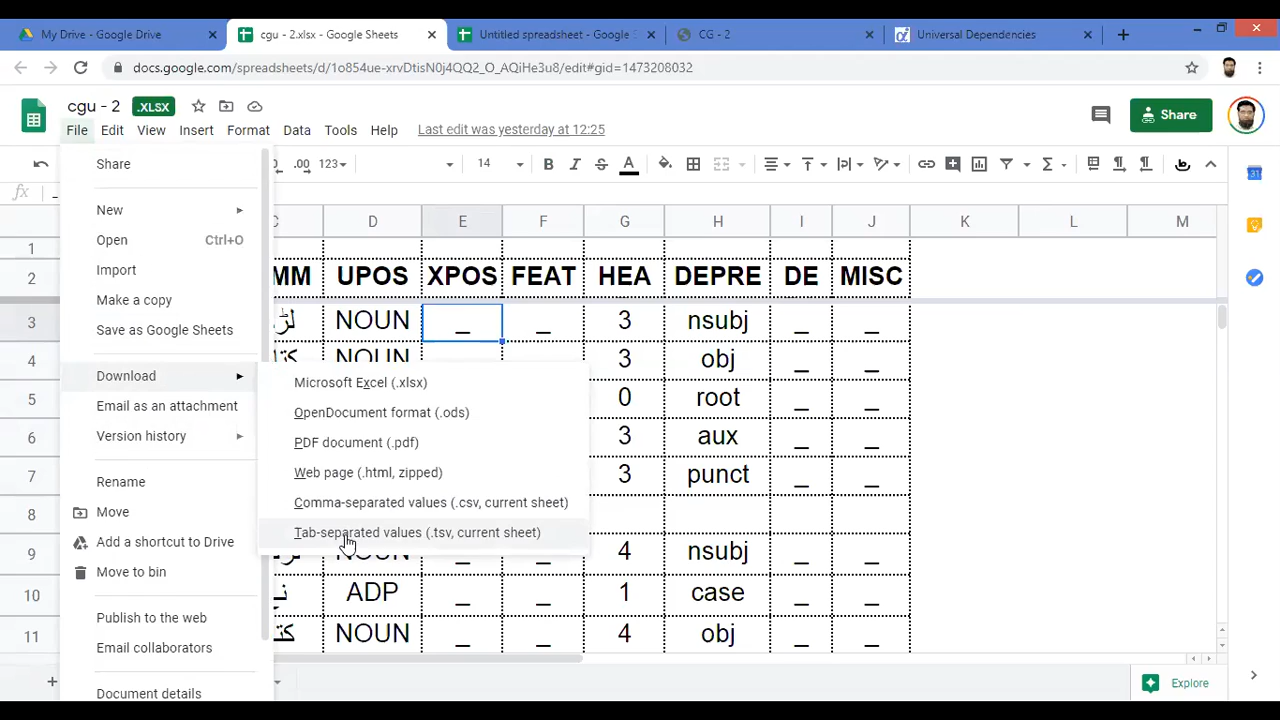 My Drive - Google Drive
cgu - 2.xlsx - Google Sheets
Untitled spreadsheet - Google S
CG - 2
Universal Dependencies
docs.google.com/spreadsheets/d/1o854ue-xrvDtisN0j4QQ2_O_AQiHe3u8/edit#gid=1473208032
cgu - 2 .XLSX
Share
File Edit View Insert Format Data Tools Help Last edit was yesterday at 12:25
.00 123 14 B I S A
fx _
D E F G H I J K L M
1
2 MM UPOS XPOS FEAT HEA DEPRE DE MISC
3 NOUN _ _ 3 nsubj _ _
4 NOUN 3 obj _ _
5 0 root _ _
6 3 aux _ _
7 3 punct _ _
8
9 NOUN _ _ 4 nsubj _ _
10 نے ADP _ _ 1 case _ _
11 NOUN _ _ 4 obj _ _
Share
New
Open Ctrl+O
Import
Make a copy
Save as Google Sheets
Download
Email as an attachment
Version history
Rename
Move
Add a shortcut to Drive
Move to bin
Publish to the web
Email collaborators
Document details
Microsoft Excel (.xlsx)
OpenDocument format (.ods)
PDF document (.pdf)
Web page (.html, zipped)
Comma-separated values (.csv, current sheet)
Tab-separated values (.tsv, current sheet)
Explore